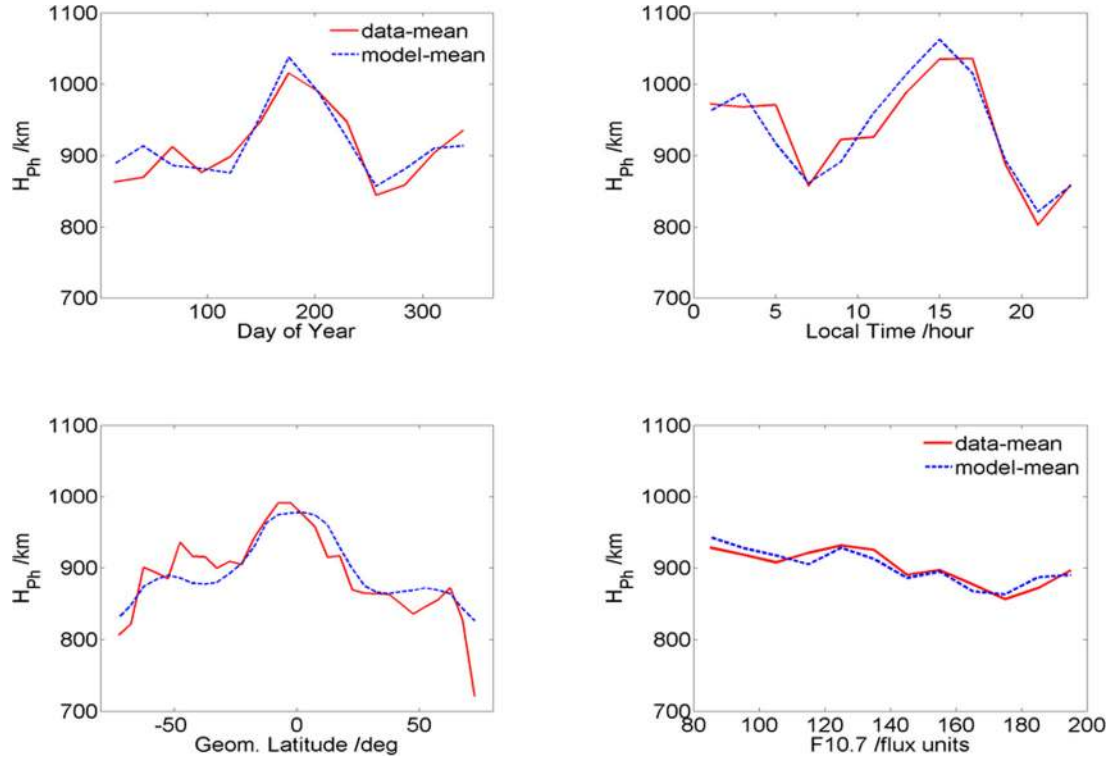 1100
1000
900
800
700
H_Ph /km
data-mean
model-mean
100 200 300
Day of Year
1100
1000
900
800
700
H_Ph /km
0 5 10 15 20
Local Time /hour
1100
1000
900
800
700
H_Ph /km
-50 0 50
Geom. Latitude /deg
1100
1000
900
800
700
H_Ph /km
data-mean
model-mean
80 100 120 140 160 180 200
F10.7 /flux units